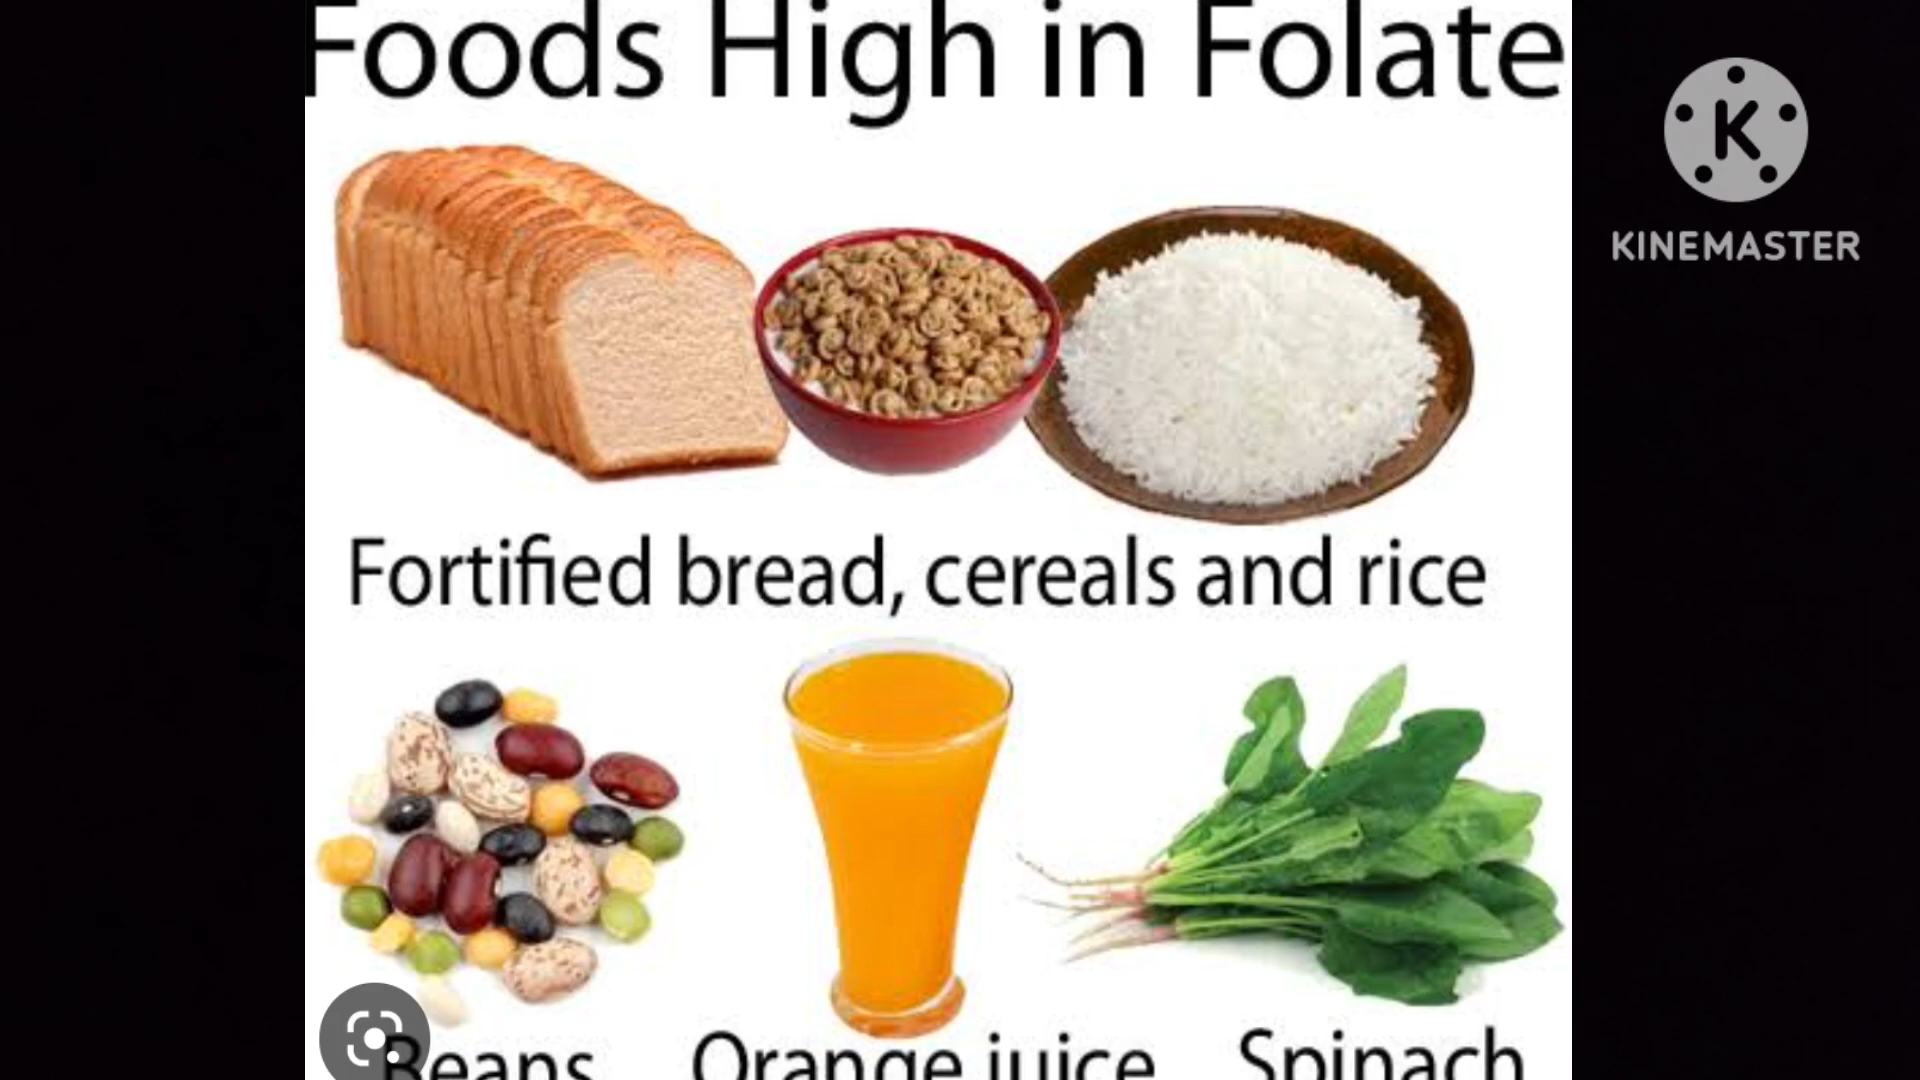 Foods High in Folate
K
KINEMASTER
Fortified bread, cereals and rice
Beans
Orange juice
Spinach